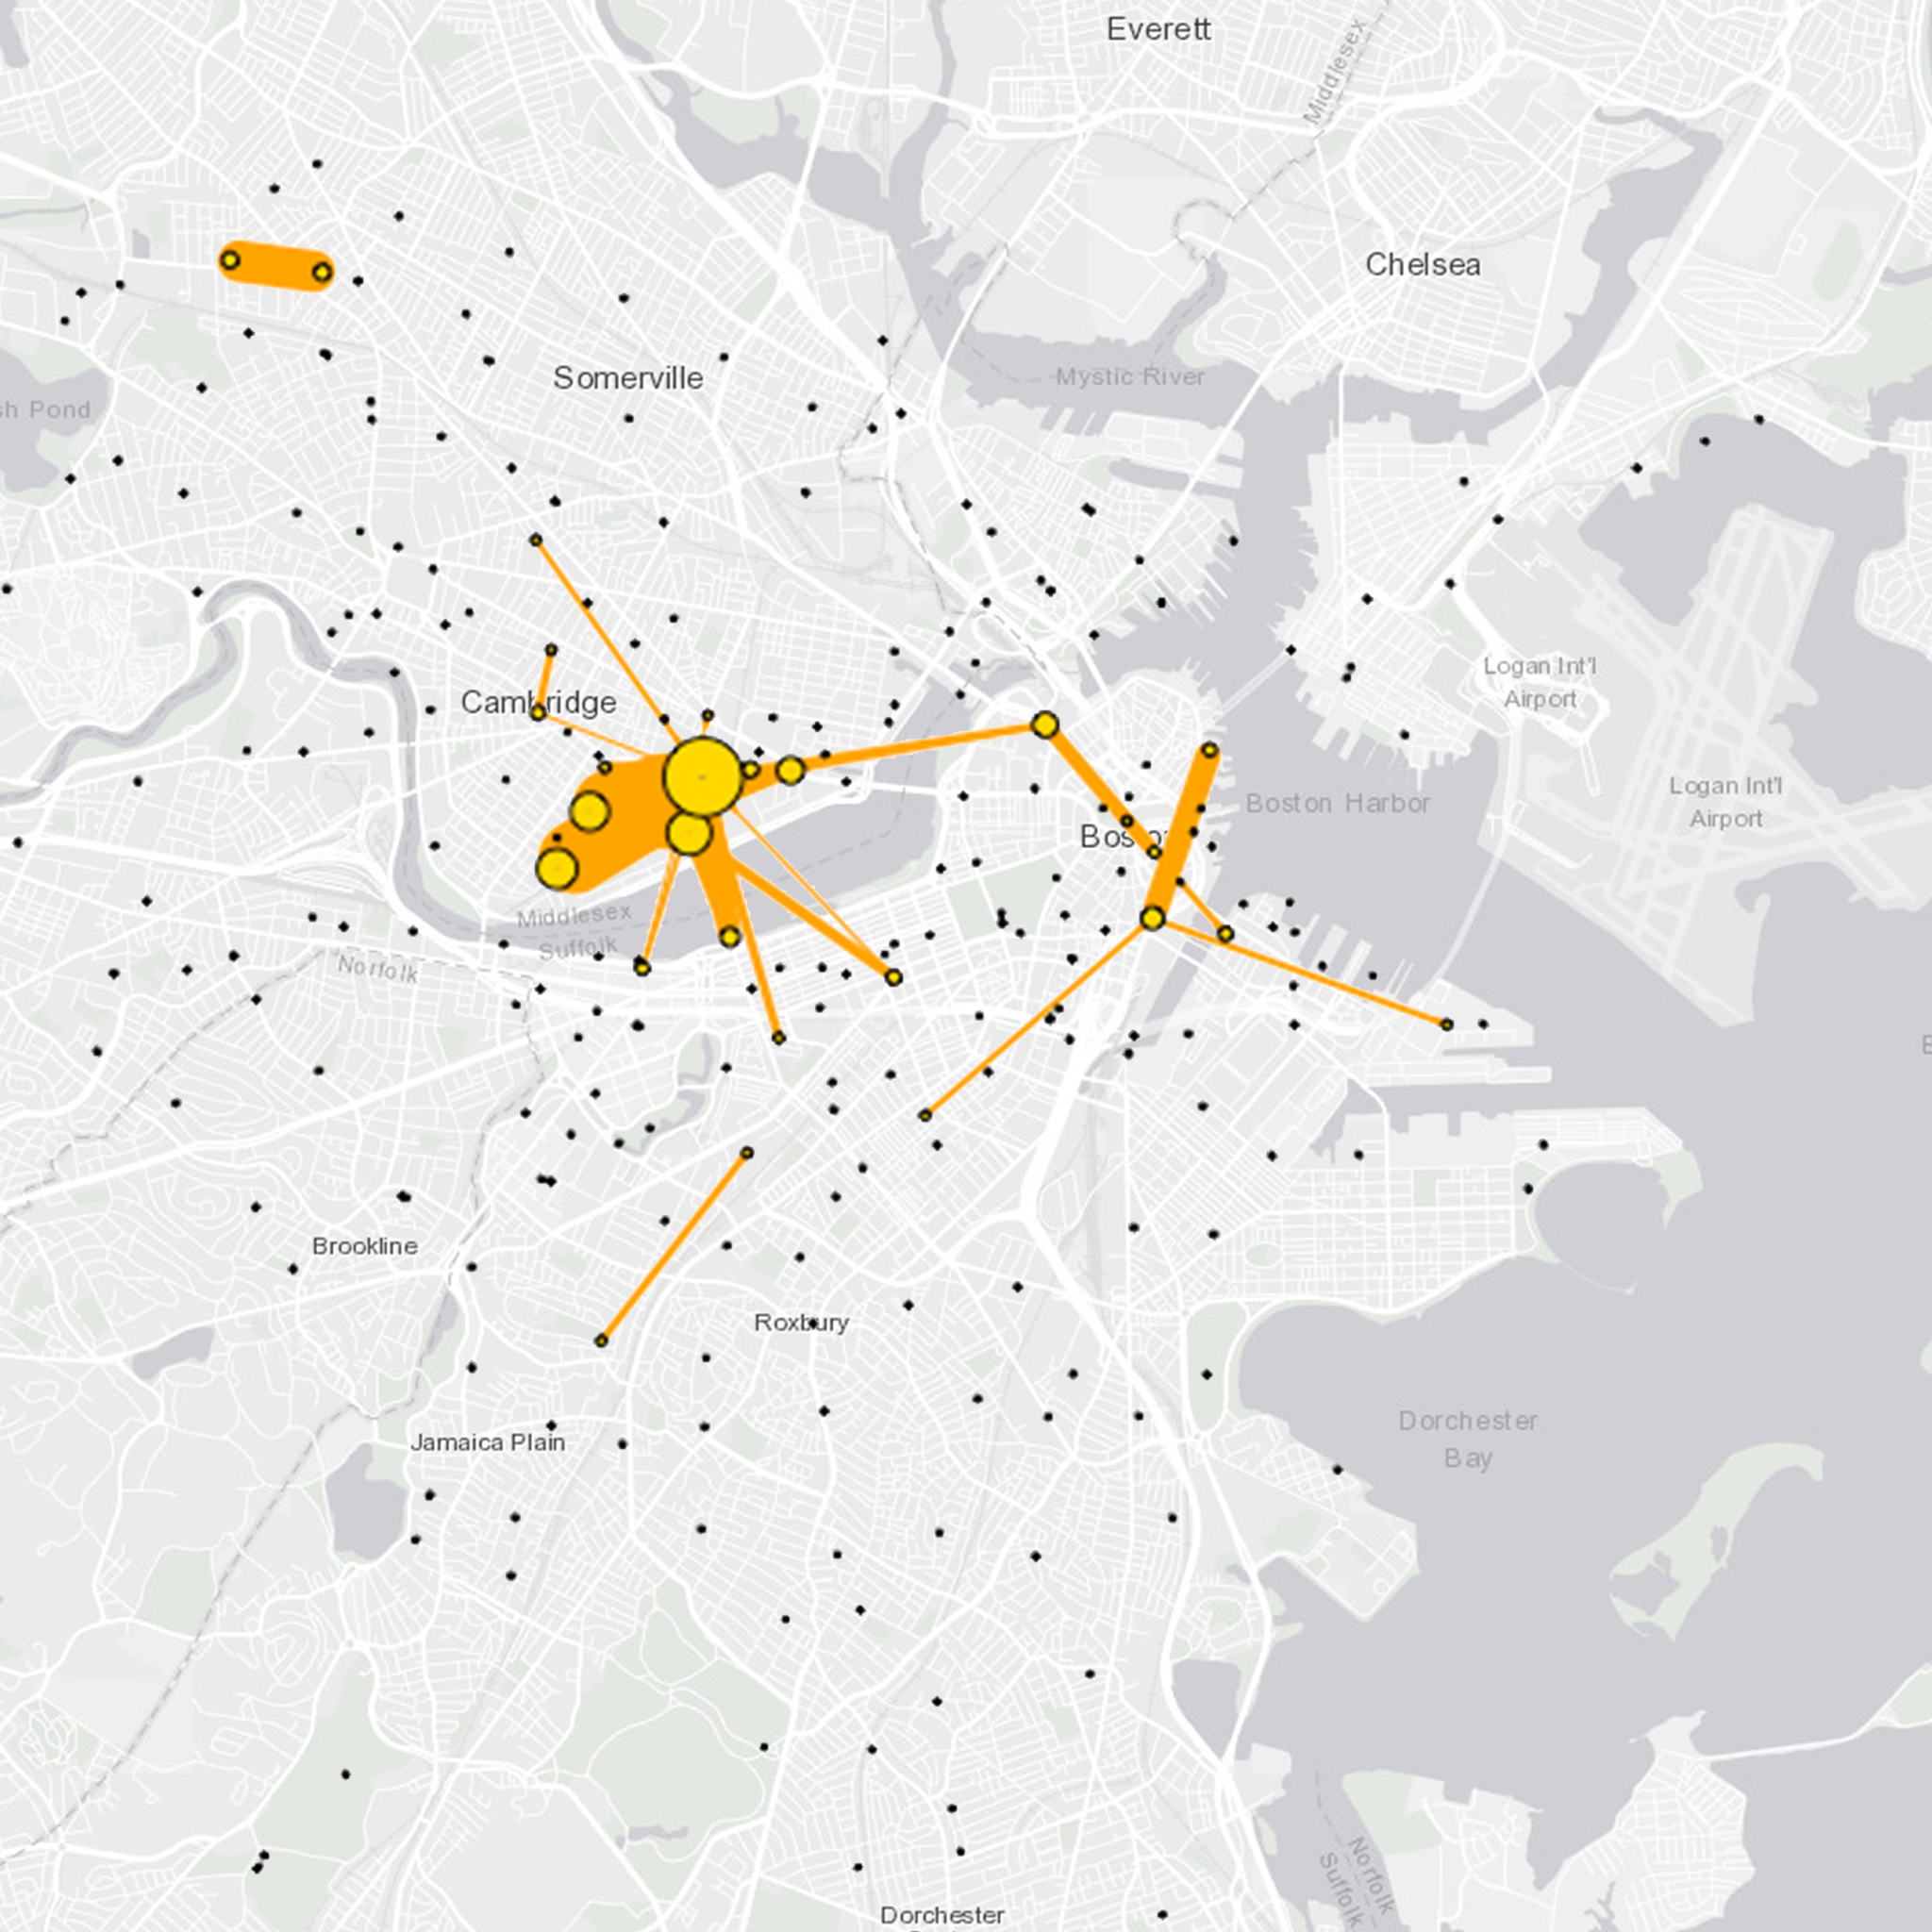 Everett
Middlesex
Chelsea
Somerville
Mystic River
sh Pond
Logan Int'l
Airport
Cambridge
Logan Int'l
Airport
Boston Harbor
Boston
Middlesex
Suffolk
Norfolk
Brookline
Roxbury
Dorchester
Bay
Jamaica Plain
Norfolk
Suffolk
Dorchester